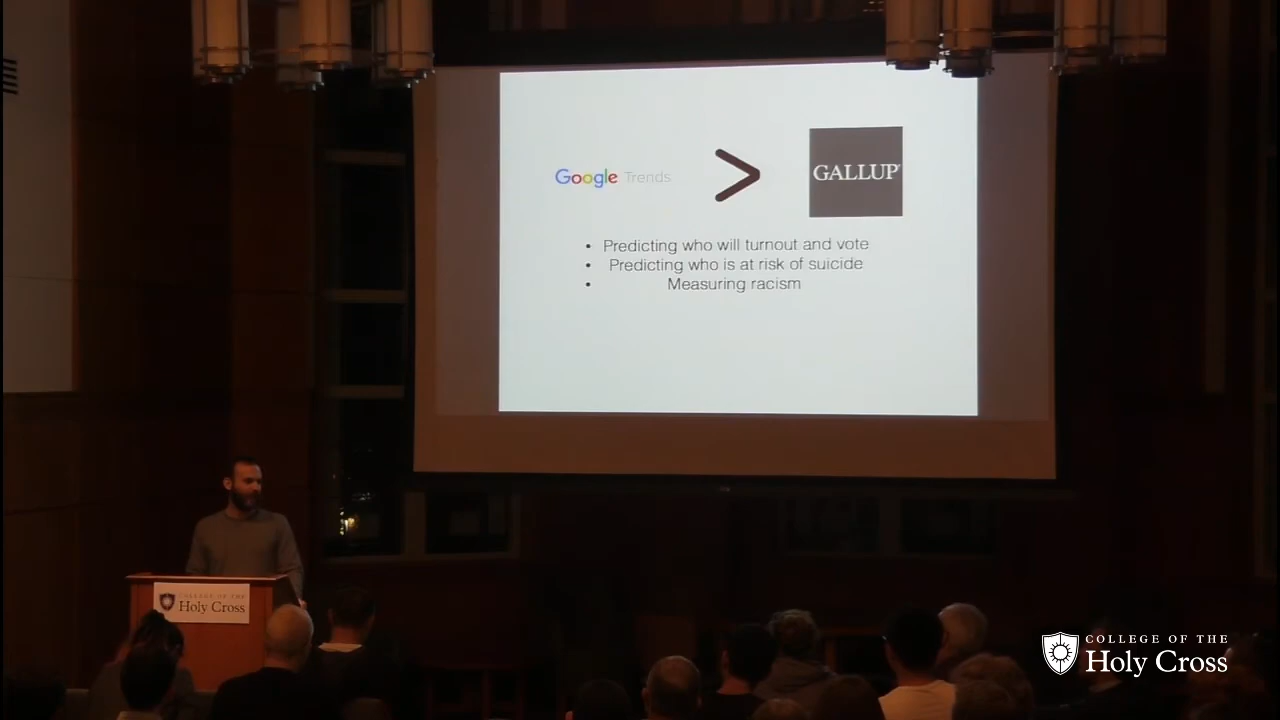 Google Trends
>
GALLUP®
• Predicting who will turnout and vote
• Predicting who is at risk of suicide
• Measuring racism
COLLEGE OF THE
Holy Cross
COLLEGE OF THE
Holy Cross